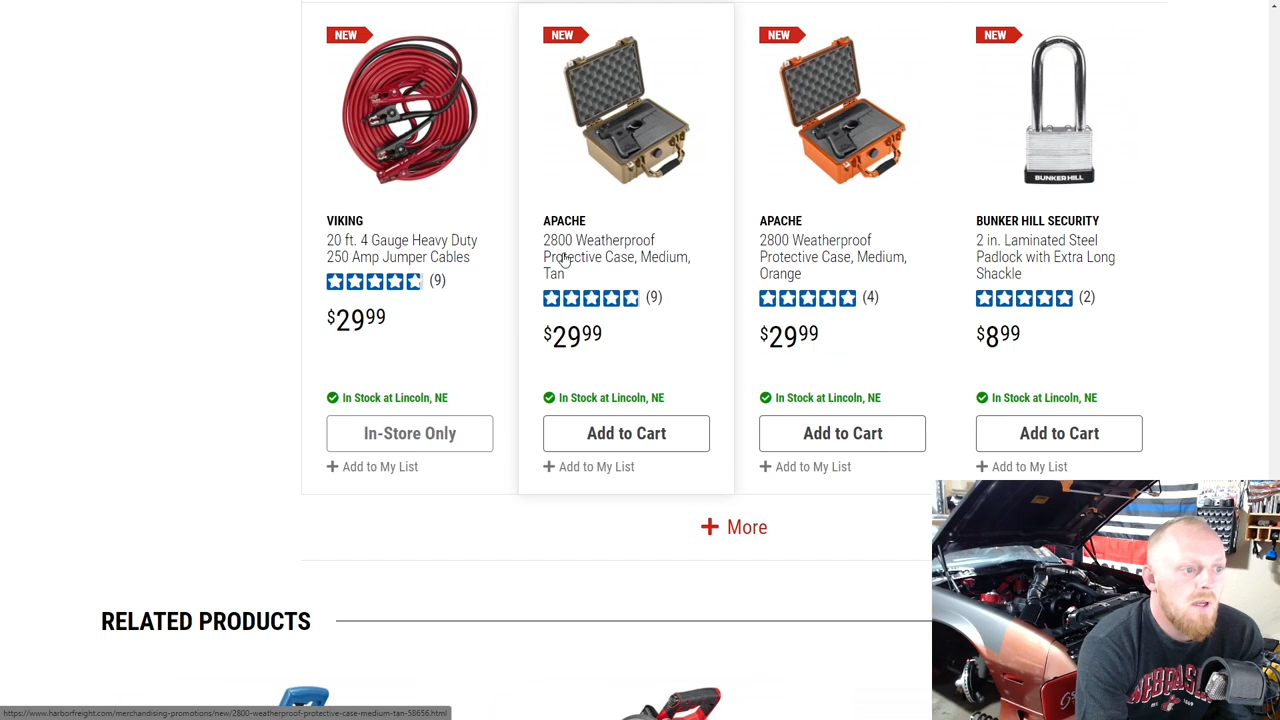 NEW
VIKING
20 ft. 4 Gauge Heavy Duty
250 Amp Jumper Cables
(9)
$29 99
In Stock at Lincoln, NE
In-Store Only
Add to My List
NEW
APACHE
2800 Weatherproof
Protective Case, Medium,
Tan
(9)
$29 99
In Stock at Lincoln, NE
Add to Cart
Add to My List
NEW
APACHE
2800 Weatherproof
Protective Case, Medium,
Orange
(4)
$29 99
In Stock at Lincoln, NE
Add to Cart
Add to My List
NEW
BUNKER HILL
BUNKER HILL SECURITY
2 in. Laminated Steel
Padlock with Extra Long
Shackle
(2)
$8 99
In Stock at Lincoln, NE
Add to Cart
Add to My List
More
RELATED PRODUCTS
NEBRAS
https://www.harborfreight.com/merchandising-promotions/new/2800-weatherproof-protective-case-medium-tan-58656.html